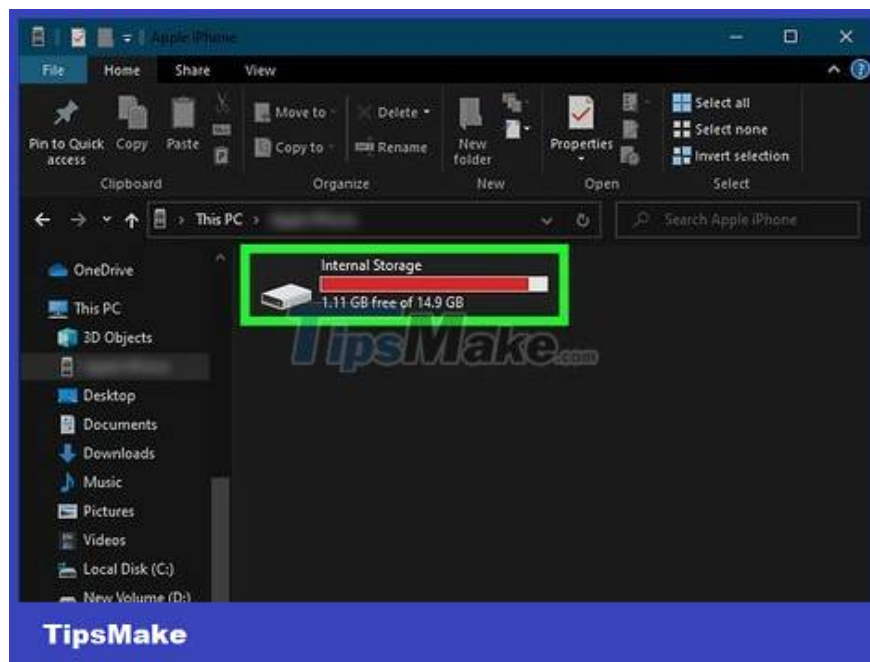 Apple iPhone
File Home Share View
Pin to Quick access
Copy
Paste
Move to
Copy to
Delete
Rename
New folder
Properties
Select all
Select none
Invert selection
Clipboard Organize New Open Select
This PC
Search Apple iPhone
OneDrive
This PC
3D Objects
Desktop
Documents
Downloads
Music
Pictures
Videos
Local Disk (C:)
New Volume (D:)
Internal Storage
1.11 GB free of 14.9 GB
TipsMake.com
TipsMake